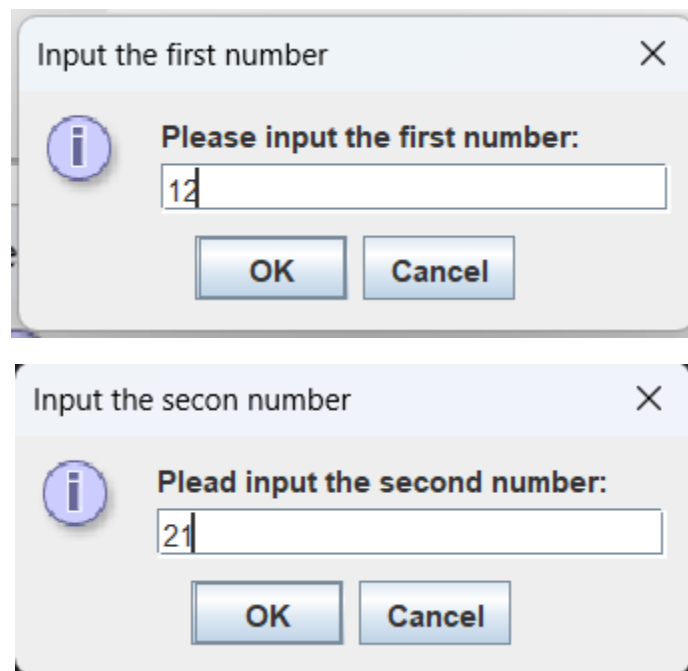 Input the first number
Please input the first number:
12
OK Cancel
Input the secon number
Plead input the second number:
21
OK Cancel